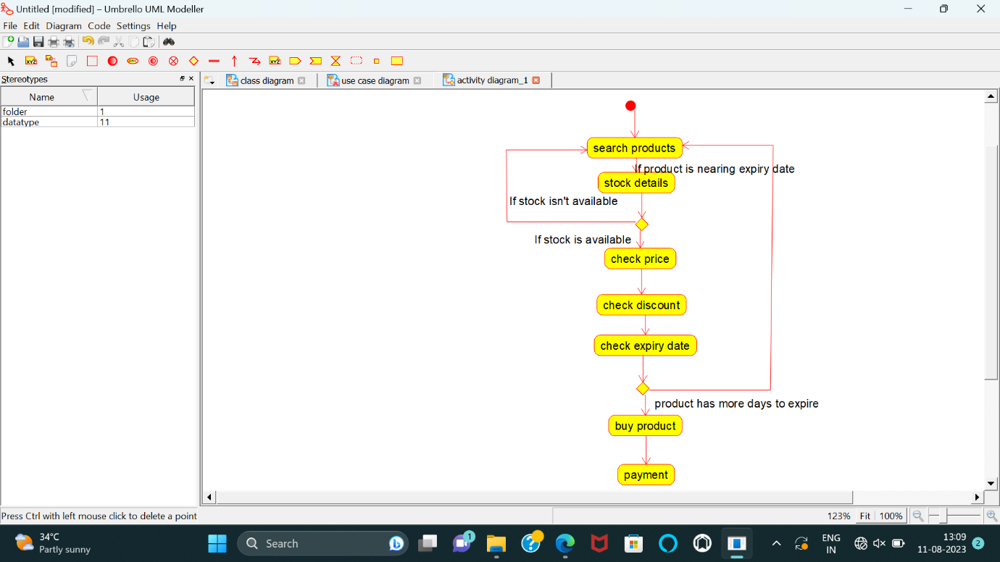 Untitled [modified] – Umbrello UML Modeller
File Edit Diagram Code Settings Help
XYZ ABC XYZ
Stereotypes
class diagram use case diagram activity diagram_1
Name Usage
folder 1
datatype 11
search products
If product is nearing expiry date
stock details
If stock isn't available
If stock is available
check price
check discount
check expiry date
product has more days to expire
buy product
payment
Press Ctrl with left mouse click to delete a point
123% Fit 100%
34°C
Partly sunny
Search
1
ENG
IN
13:09
11-08-2023
2